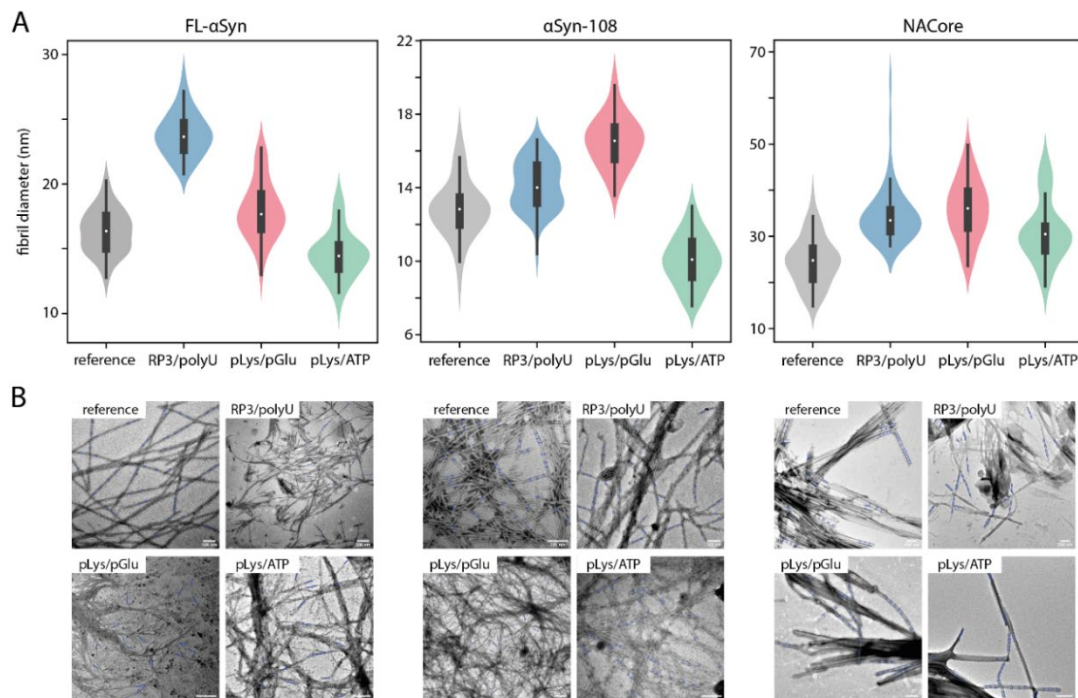 A
FL-αSyn
αSyn-108
NACore
fibril diameter (nm)
30
20
10
22
18
14
10
6
70
50
30
10
reference RP3/polyU pLys/pGlu pLys/ATP
reference RP3/polyU pLys/pGlu pLys/ATP
reference RP3/polyU pLys/pGlu pLys/ATP
B
reference RP3/polyU
pLys/pGlu pLys/ATP
reference RP3/polyU
pLys/pGlu pLys/ATP
reference RP3/polyU
pLys/pGlu pLys/ATP